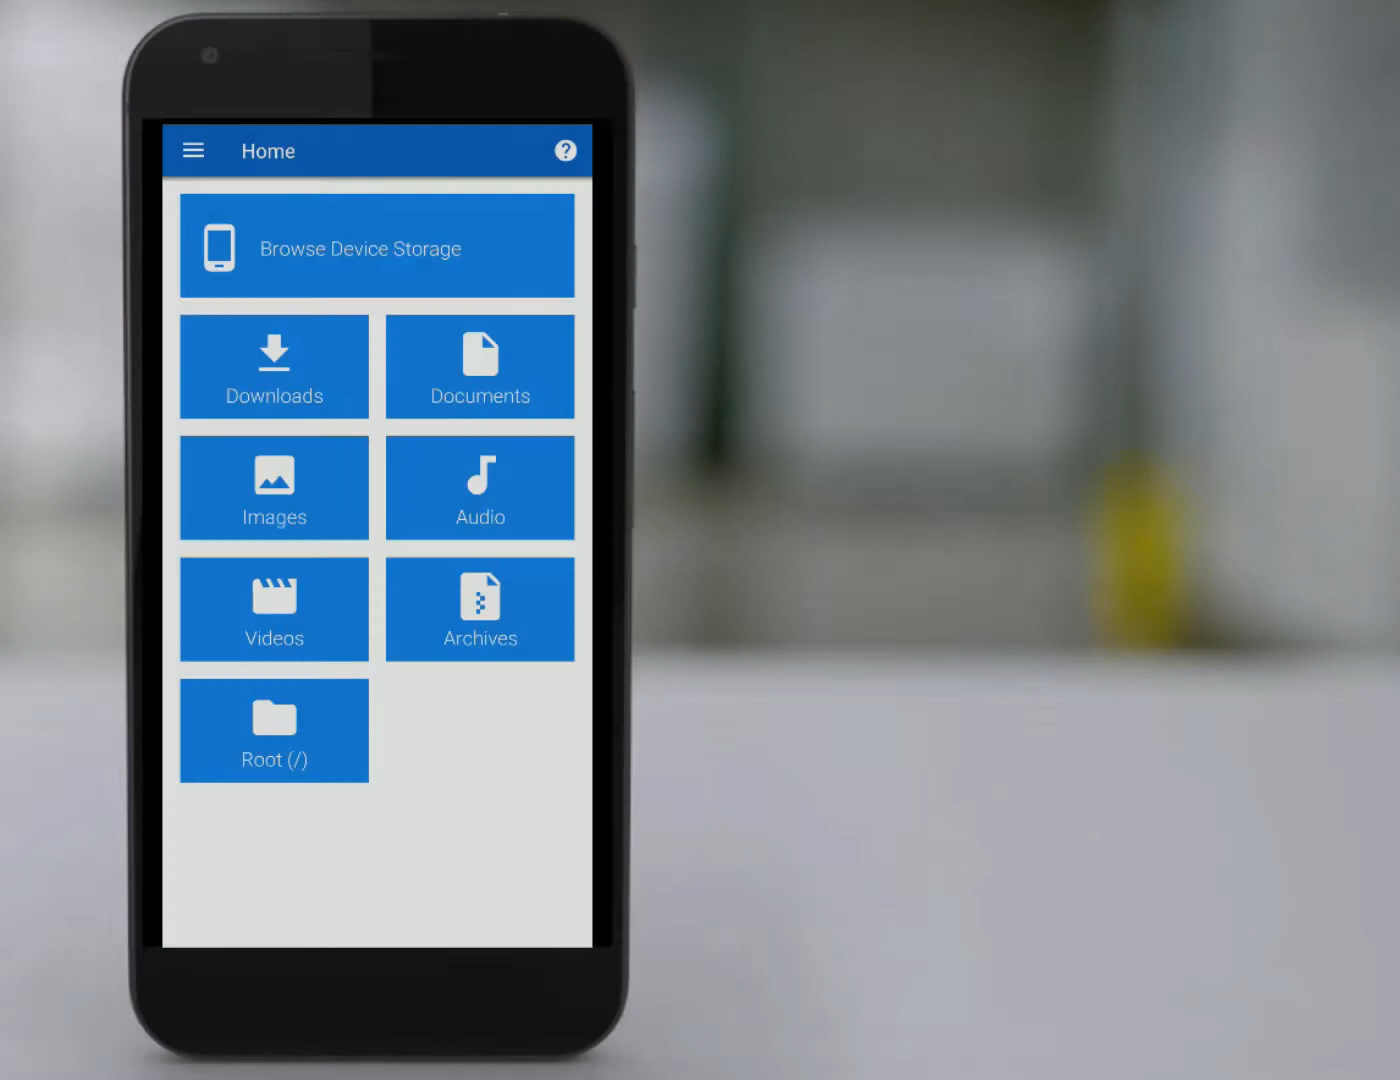 Home
Browse Device Storage
Downloads
Documents
Images
Audio
Videos
Archives
Root (/)